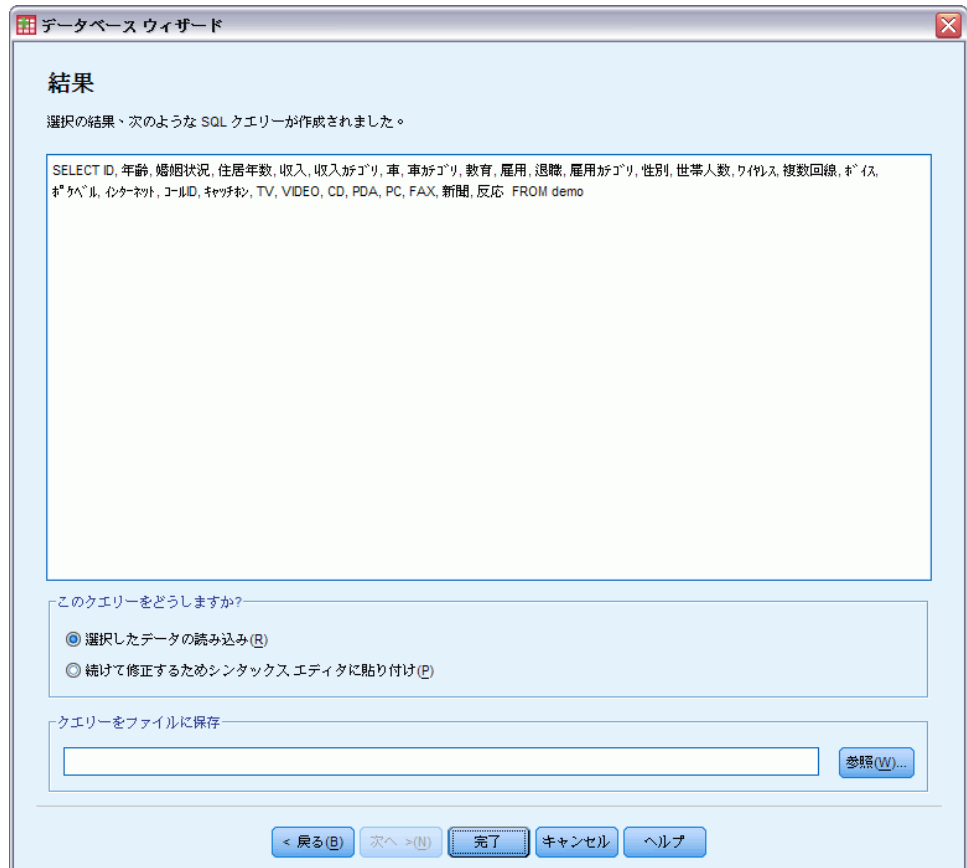 データベース ウィザード
結果
選択の結果、次のような SQL クエリーが作成されました。
SELECT ID, 年齢, 婚姻状況, 住居年数, 収入, 収入ｶﾃｺﾞﾘ, 車, 車ｶﾃｺﾞﾘ, 教育, 雇用, 退職, 雇用ｶﾃｺﾞﾘ, 性別, 世帯人数, ﾜｲﾔﾚｽ, 複数回線, ﾎﾞｲｽ,
ﾎﾟｹﾍﾞﾙ, ｲﾝﾀｰﾈｯﾄ, ｺｰﾙID, ｷｬｯﾁﾎﾝ, TV, VIDEO, CD, PDA, PC, FAX, 新聞, 反応 FROM demo
このクエリーをどうしますか?
選択したデータの読み込み(R)
続けて修正するためシンタックス エディタに貼り付け(P)
クエリーをファイルに保存
参照(W)...
< 戻る(B) 次へ >(N) 完了 キャンセル ヘルプ